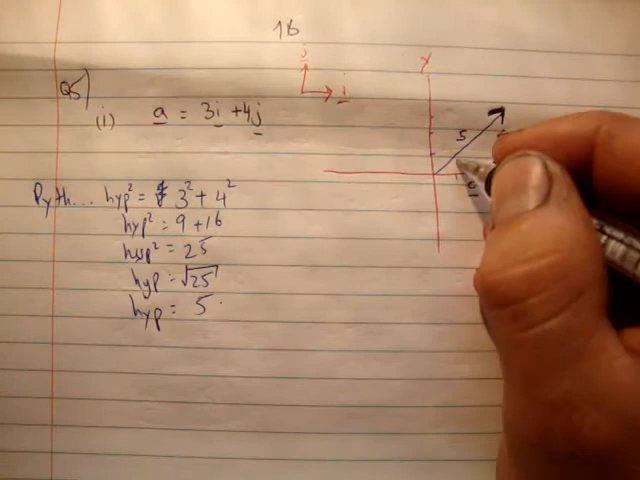 1B
Q5)
(i) a = 3i + 4j
j
i
y
5
Pyth... hyp² = 3² + 4²
hyp² = 9 + 16
hyp² = 25
hyp = √25
hyp = 5